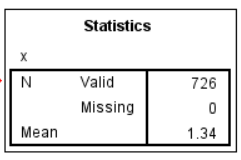 Statistics
x
N Valid 726
Missing 0
Mean 1.34